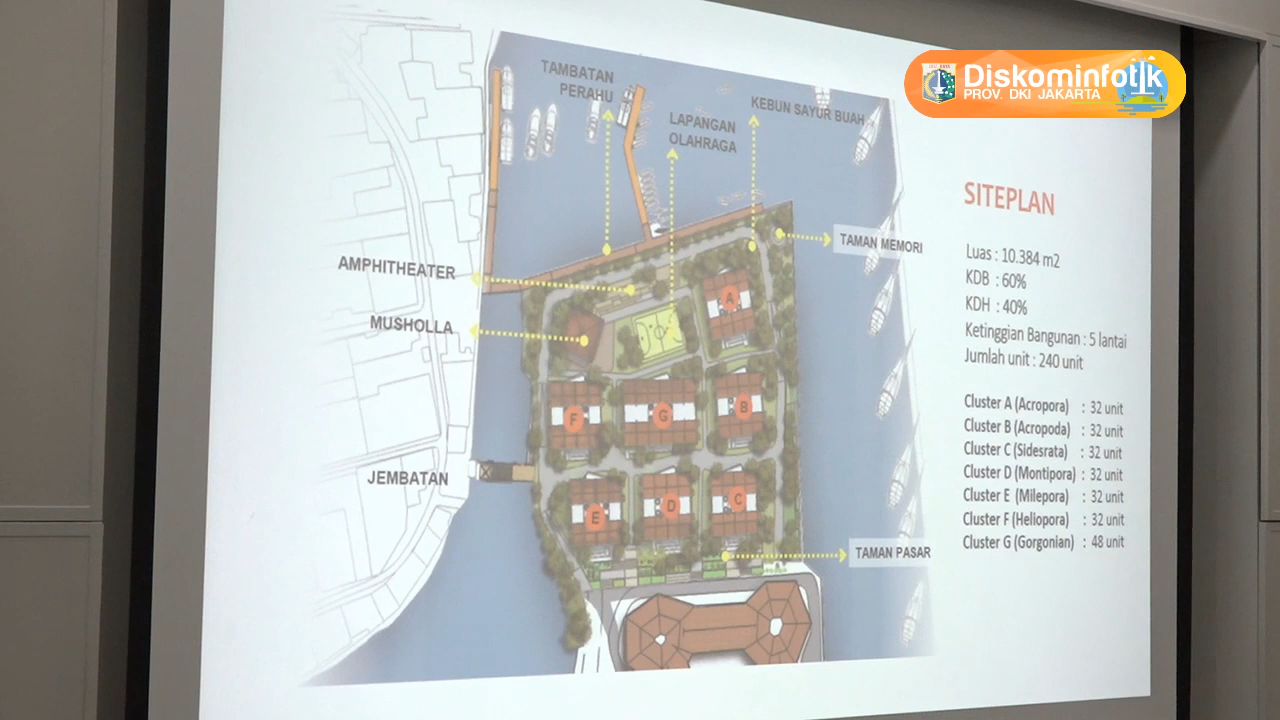 Diskominfotik
PROV. DKI JAKARTA
TAMBATAN
PERAHU
LAPANGAN
OLAHRAGA
KEBUN SAYUR BUAH
TAMAN MEMORI
AMPHITHEATER
MUSHOLLA
JEMBATAN
TAMAN PASAR
A
B
C
D
E
F
G
SITEPLAN
Luas : 10.384 m2
KDB : 60%
KDH : 40%
Ketinggian Bangunan : 5 lantai
Jumlah unit : 240 unit
Cluster A (Acropora) : 32 unit
Cluster B (Acropoda) : 32 unit
Cluster C (Sidesrata) : 32 unit
Cluster D (Montipora) : 32 unit
Cluster E (Milepora) : 32 unit
Cluster F (Heliopora) : 32 unit
Cluster G (Gorgonian) : 48 unit